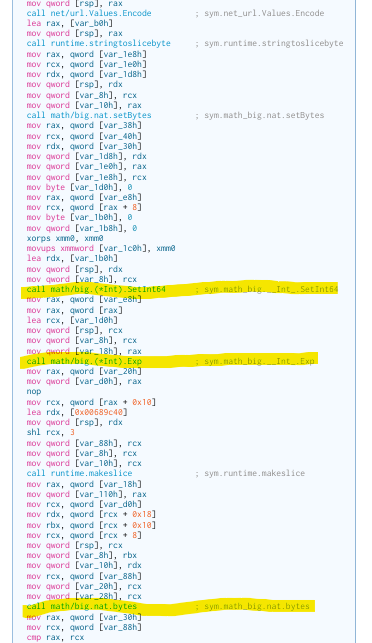 mov qword [rsp], rax
call net/url.Values.Encode ; sym.net_url.Values.Encode
lea rax, [var_b0h]
mov qword [rsp], rax
call runtime.stringtoslicebyte ; sym.runtime.stringtoslicebyte
mov rax, qword [var_1e8h]
mov rcx, qword [var_1e0h]
mov rdx, qword [var_1d8h]
mov qword [rsp], rdx
mov qword [var_8h], rcx
mov qword [var_10h], rax
call math/big.nat.setBytes ; sym.math_big.nat.setBytes
mov rax, qword [var_38h]
mov rcx, qword [var_40h]
mov rdx, qword [var_30h]
mov qword [var_1d8h], rdx
mov qword [var_1e0h], rax
mov qword [var_1e8h], rcx
mov byte [var_1d0h], 0
mov rax, qword [var_e8h]
mov rcx, qword [rax + 8]
mov byte [var_1b0h], 0
mov qword [var_1b8h], 0
xorps xmm0, xmm0
movups xmmword [var_1c0h], xmm0
lea rdx, [var_1b0h]
mov qword [rsp], rdx
mov qword [var_8h], rcx
call math/big.(*Int).SetInt64 ; sym.math_big.__Int_.SetInt64
mov rax, qword [var_e8h]
mov rax, qword [rax]
lea rcx, [var_1d0h]
mov qword [rsp], rcx
mov qword [var_8h], rcx
mov qword [var_18h], rax
call math/big.(*Int).Exp ; sym.math_big.__Int_.Exp
mov rax, qword [var_20h]
mov qword [var_d0h], rax
nop
mov rcx, qword [rax + 0x10]
lea rdx, [0x00689c40]
mov qword [rsp], rdx
shl rcx, 3
mov qword [var_88h], rcx
mov qword [var_8h], rcx
mov qword [var_10h], rcx
call runtime.makeslice ; sym.runtime.makeslice
mov rax, qword [var_18h]
mov qword [var_110h], rax
mov rcx, qword [var_d0h]
mov rdx, qword [rcx + 0x18]
mov rbx, qword [rcx + 0x10]
mov rcx, qword [rcx + 8]
mov qword [rsp], rcx
mov qword [var_8h], rbx
mov qword [var_10h], rdx
mov rcx, qword [var_88h]
mov qword [var_20h], rcx
mov qword [var_28h], rcx
call math/big.nat.bytes ; sym.math_big.nat.bytes
mov rax, qword [var_30h]
mov rcx, qword [var_88h]
cmp rax, rcx